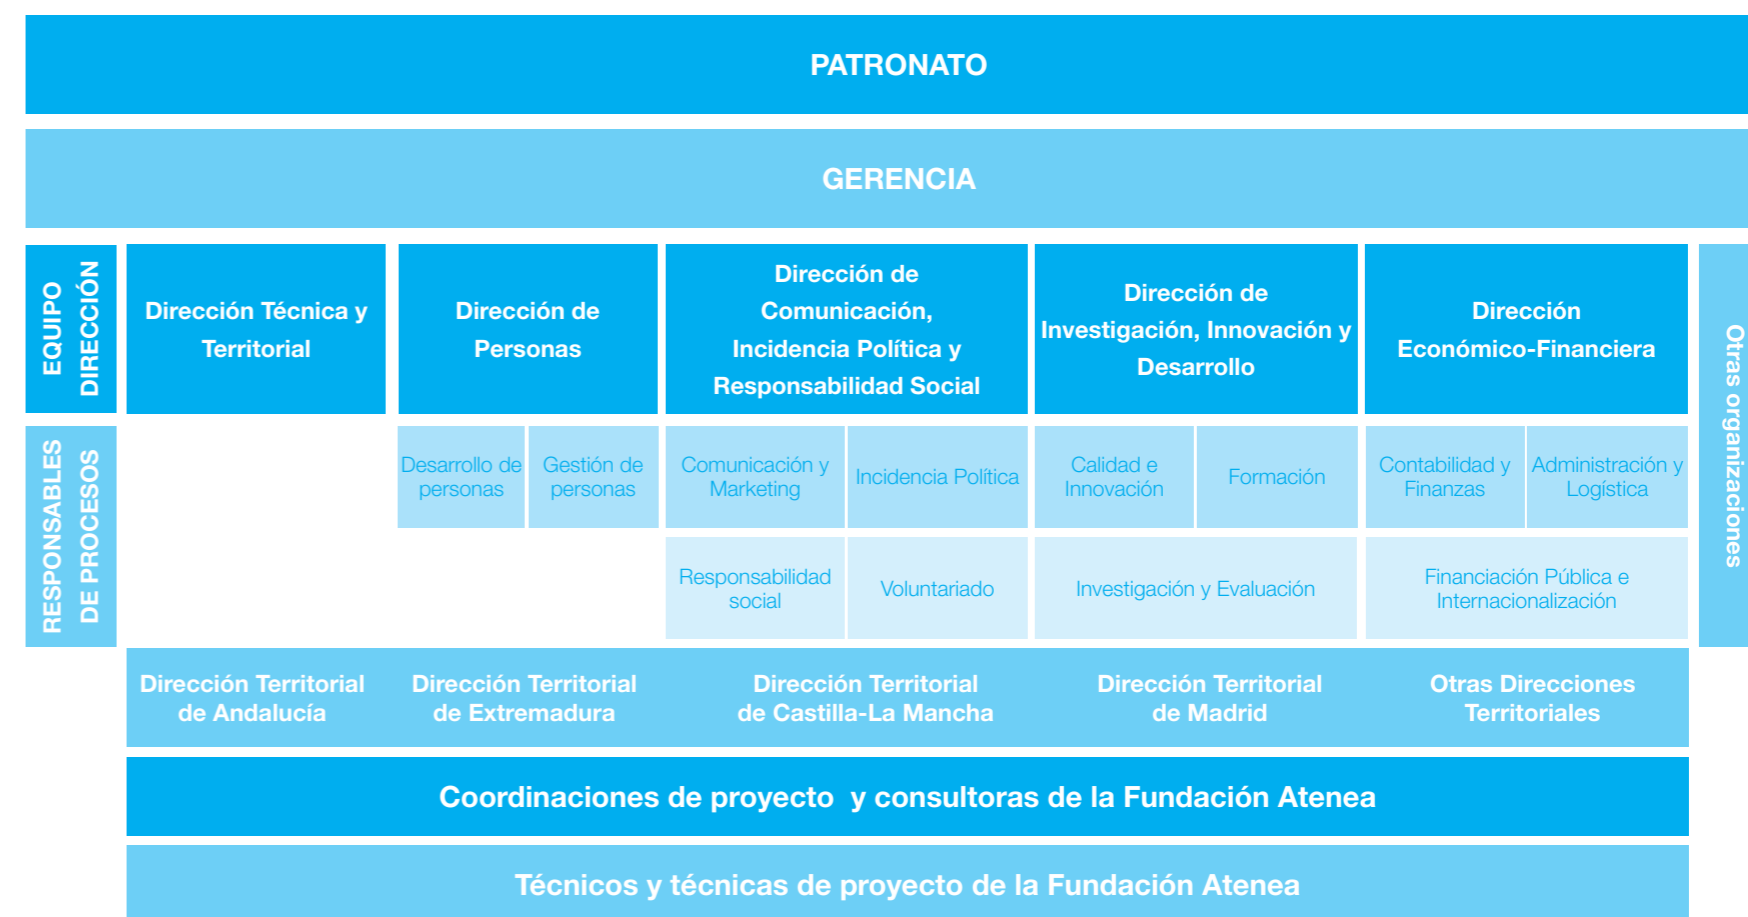 PATRONATO
GERENCIA
EQUIPO
DIRECCIÓN
Dirección Técnica y
Territorial
Dirección de
Personas
Dirección de
Comunicación,
Incidencia Política y
Responsabilidad Social
Dirección de
Investigación, Innovación y
Desarrollo
Dirección
Económico-Financiera
Otras organizaciones
RESPONSABLES
DE PROCESOS
Desarrollo de
personas
Gestión de
personas
Comunicación y
Marketing
Incidencia Política
Calidad e
Innovación
Formación
Contabilidad y
Finanzas
Administración y
Logística
Responsabilidad
social
Voluntariado
Investigación y Evaluación
Financiación Pública e
Internacionalización
Dirección Territorial
de Andalucía
Dirección Territorial
de Extremadura
Dirección Territorial
de Castilla-La Mancha
Dirección Territorial
de Madrid
Otras Direcciones
Territoriales
Coordinaciones de proyecto y consultoras de la Fundación Atenea
Técnicos y técnicas de proyecto de la Fundación Atenea